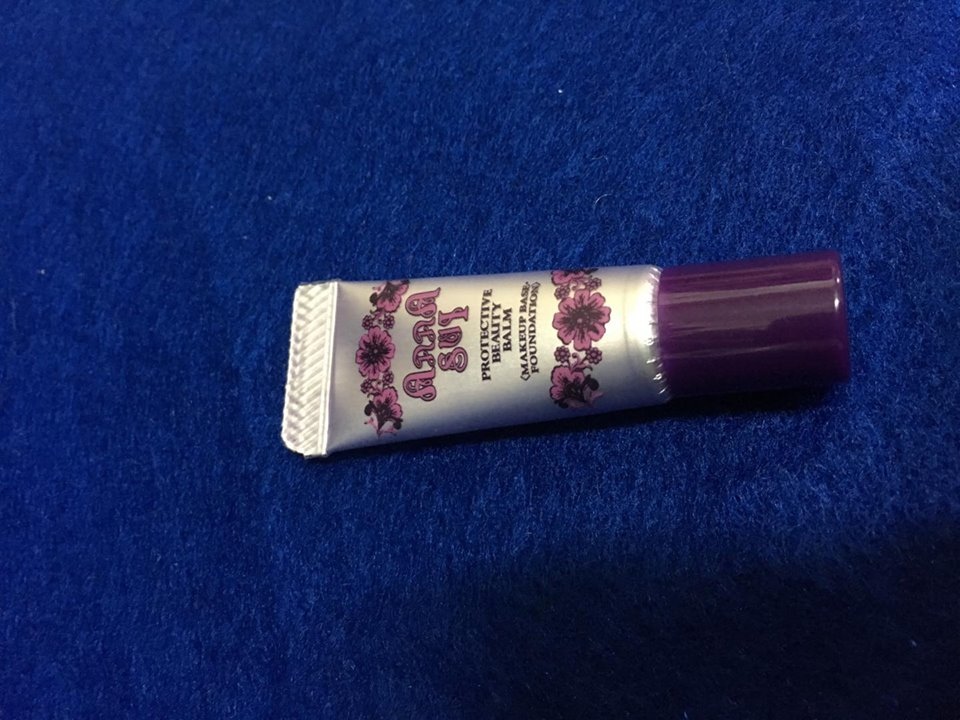 Anna
Sui
PROTECTIVE
BEAUTY
BALM
(MAKEUP BASE·
FOUNDATION)